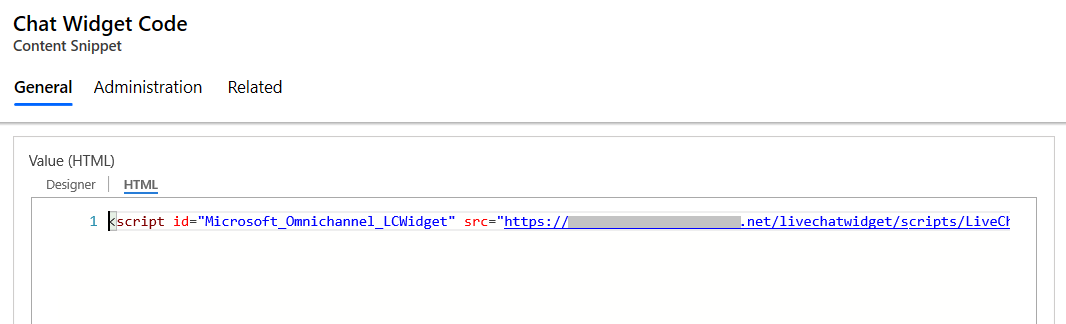 Chat Widget Code
Content Snippet
General Administration Related
Value (HTML)
Designer HTML
1 <script id="Microsoft_Omnichannel_LCWidget" src="https:// .net/livechatwidget/scripts/LiveCh